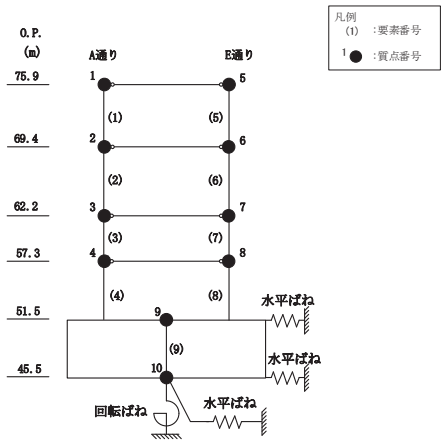 凡例
(1) :要素番号
1 :質点番号
O.P.
(m)
A通り E通り
75.9 1 5
(1) (5)
69.4 2 6
(2) (6)
62.2 3 7
(3) (7)
57.3 4 8
(4) (8)
水平ばね
51.5 9
(9)
水平ばね
45.5 10
回転ばね 水平ばね